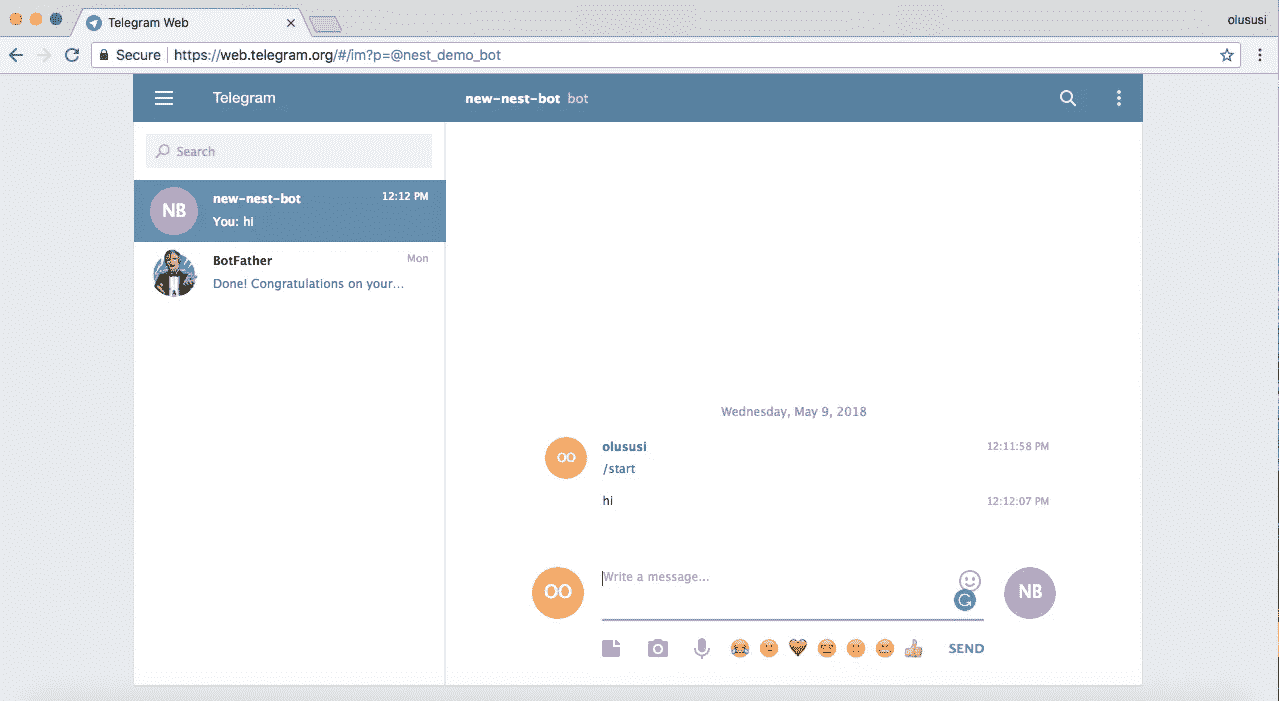 Telegram Web
olususi
Secure
https://web.telegram.org/#/im?p=@nest_demo_bot
Telegram
new-nest-bot bot
Search
NB
new-nest-bot
12:12 PM
You: hi
BotFather
Mon
Done! Congratulations on your...
Wednesday, May 9, 2018
OO
olususi
12:11:58 PM
/start
hi
12:12:07 PM
OO
Write a message...
NB
SEND